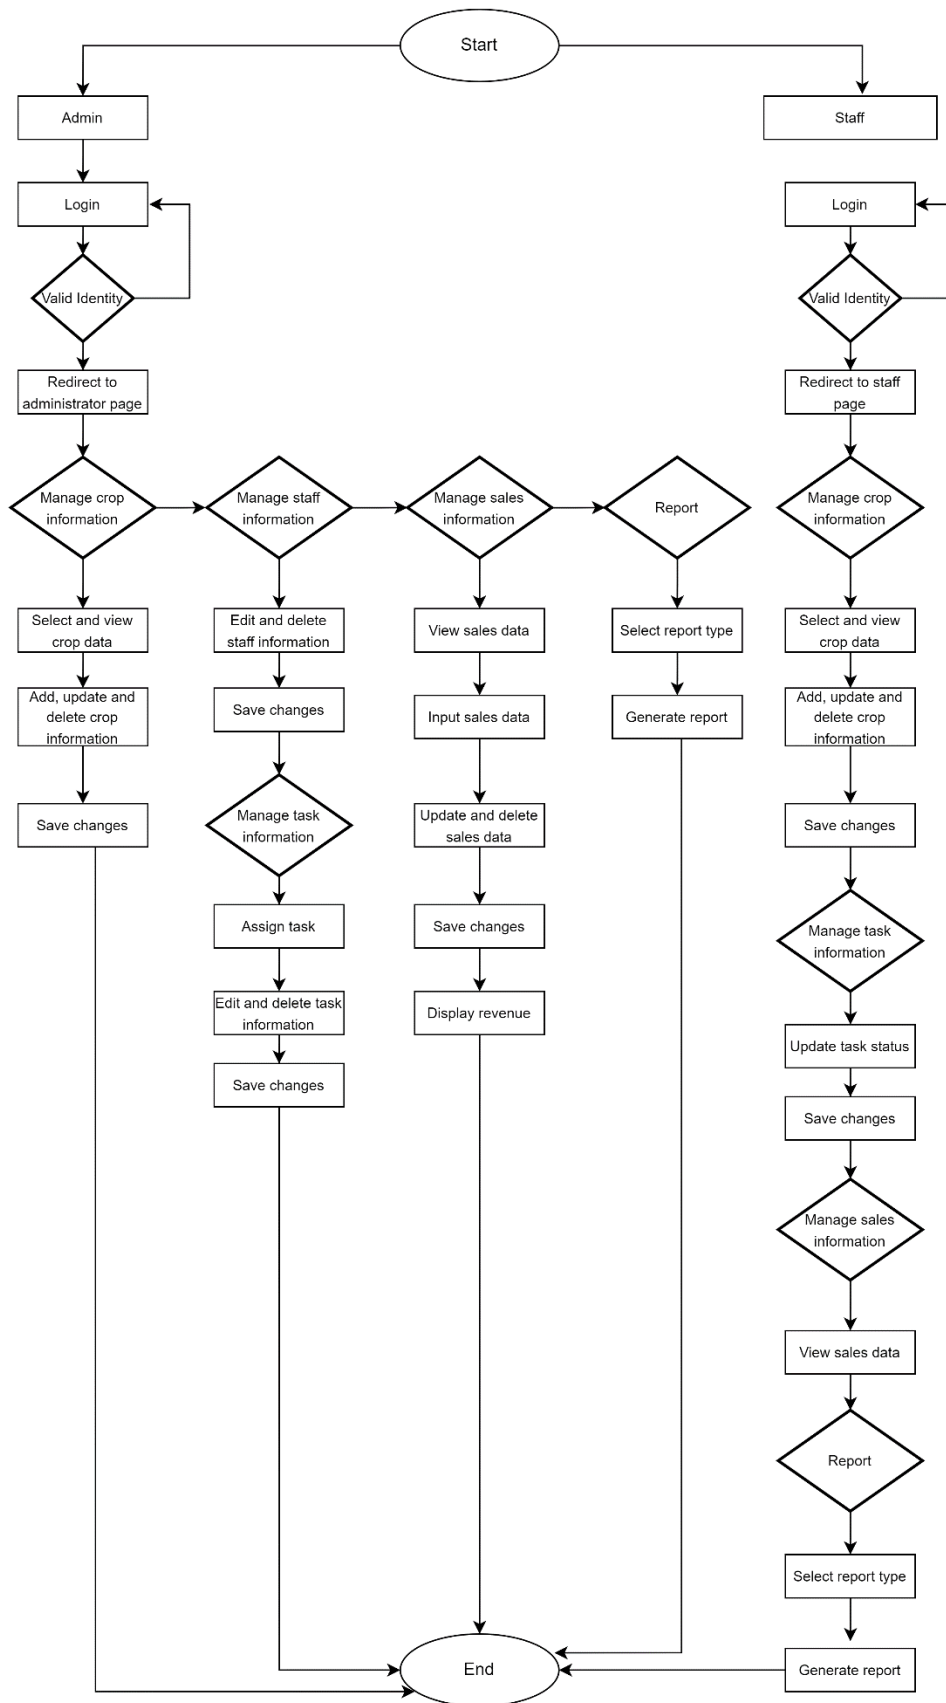 Start
Admin
Staff
Login
Login
Valid Identity
Valid Identity
Redirect to
administrator page
Redirect to staff
page
Manage crop
information
Manage staff
information
Manage sales
information
Report
Manage crop
information
Select and view
crop data
Edit and delete
staff information
View sales data
Select report type
Select and view
crop data
Add, update and
delete crop
information
Save changes
Input sales data
Generate report
Add, update and
delete crop
information
Save changes
Manage task
information
Update and delete
sales data
Save changes
Assign task
Save changes
Manage task
information
Edit and delete task
information
Display revenue
Update task status
Save changes
Save changes
Manage sales
information
View sales data
Report
Select report type
End
Generate report